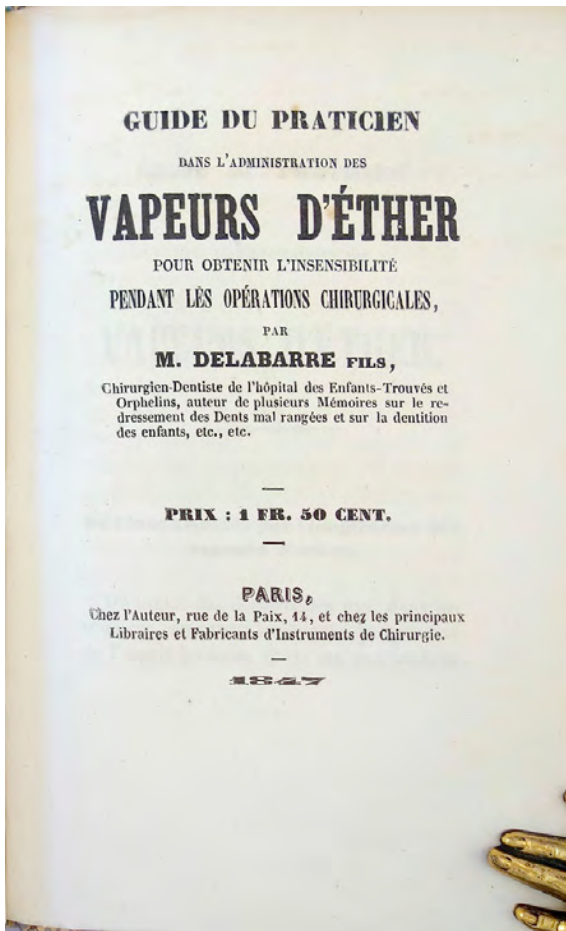 GUIDE DU PRATICIEN
DANS L'ADMINISTRATION DES
VAPEURS D'ÉTHER
POUR OBTENIR L'INSENSIBILITÉ
PENDANT LES OPÉRATIONS CHIRURGICALES,
PAR
M. DELABARRE FILS,
Chirurgien-Dentiste de l'hôpital des Enfants-Trouvés et
Orphelins, auteur de plusieurs Mémoires sur le re-
dressement des Dents mal rangées et sur la dentition
des enfants, etc., etc.
PRIX : 1 FR. 50 CENT.
PARIS,
Chez l'Auteur, rue de la Paix, 14, et chez les principaux
Libraires et Fabricants d'Instruments de Chirurgie.
1847